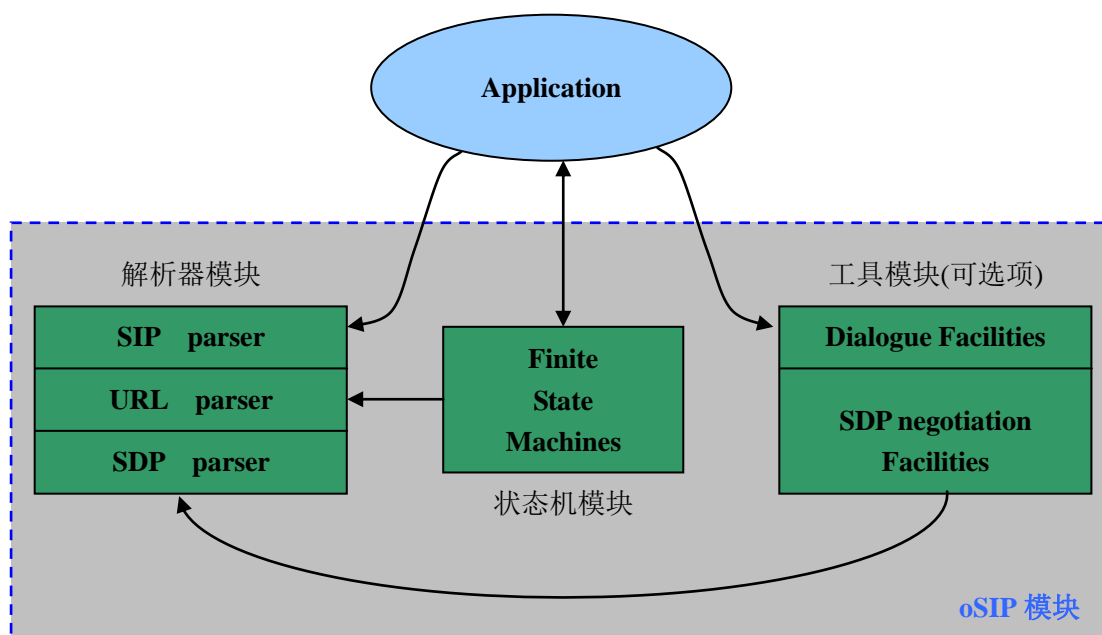 Application
解析器模块
工具模块(可选项)
SIP parser
URL parser
SDP parser
Finite
State
Machines
状态机模块
Dialogue Facilities
SDP negotiation
Facilities
oSIP 模块